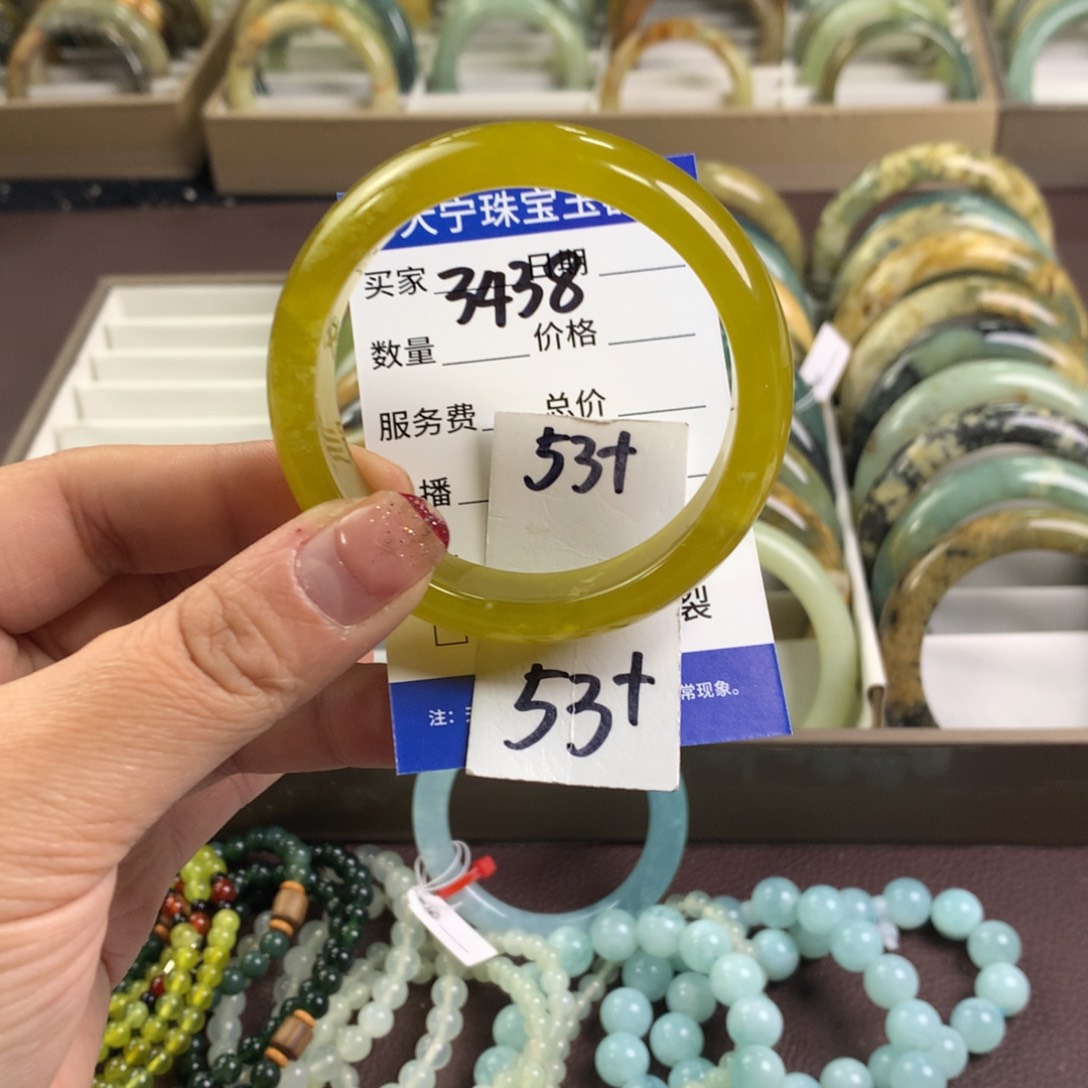 大宁珠宝玉
买家 3438 日期
数量 价格
服务费 总价
播
53+
裂
53+
注: 常现象。